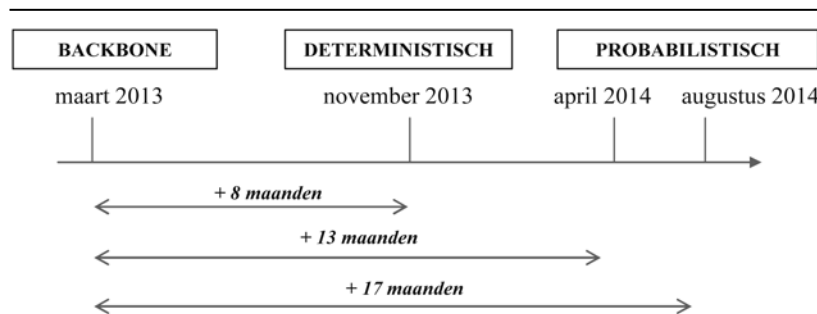 BACKBONE DETERMINISTISCH PROBABILISTISCH
maart 2013 november 2013 april 2014 augustus 2014
+ 8 maanden
+ 13 maanden
+ 17 maanden